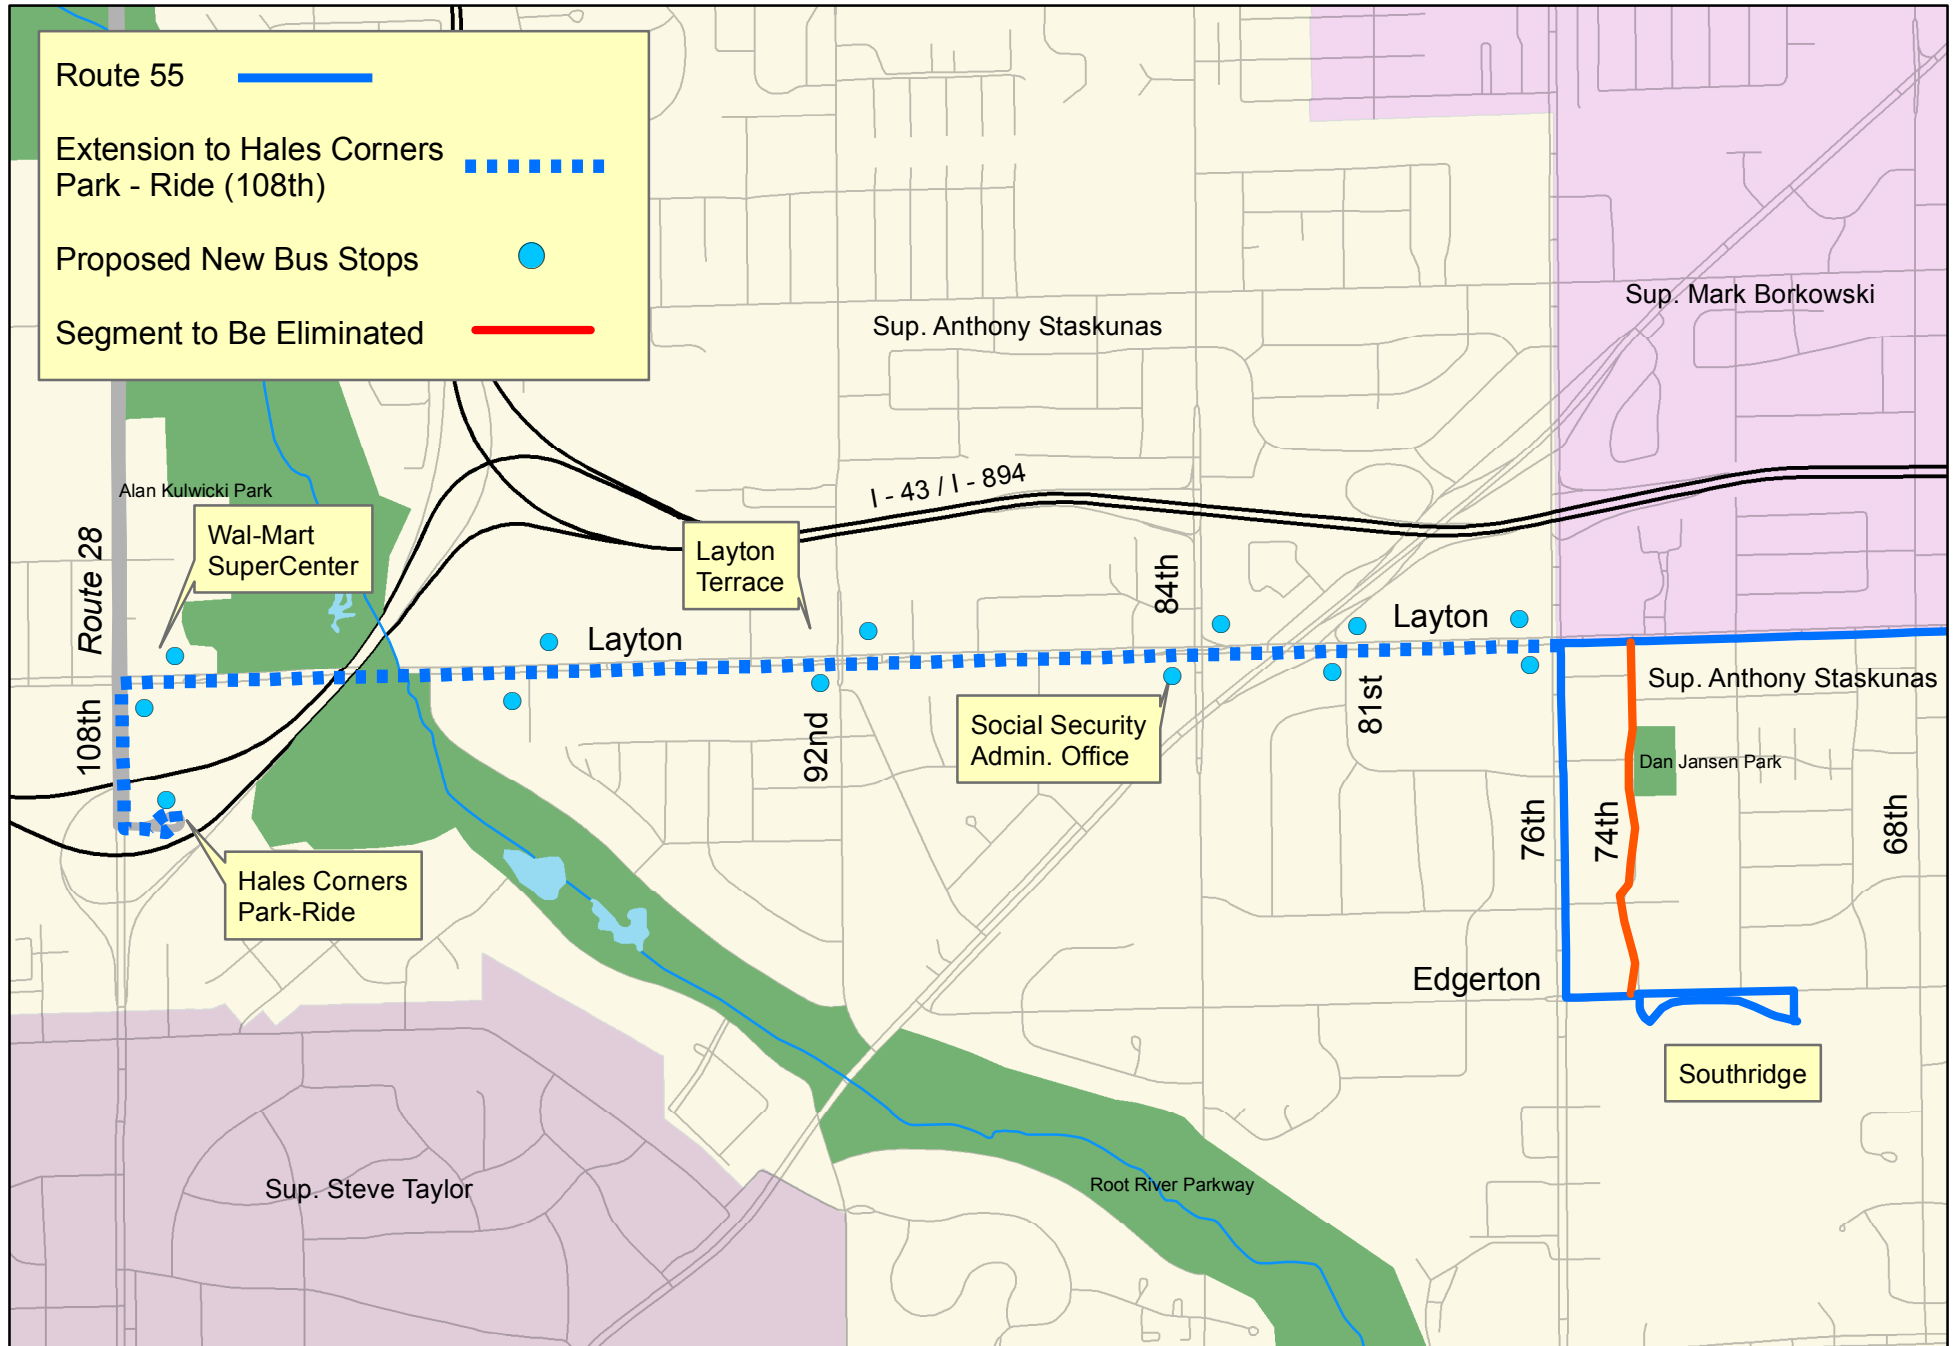 Route 55
Extension to Hales Corners
Park - Ride (108th)
Proposed New Bus Stops
Segment to Be Eliminated
Sup. Mark Borkowski
Sup. Anthony Staskunas
I - 43 / I - 894
Alan Kulwicki Park
Wal-Mart
SuperCenter
Route 28
Layton
Terrace
84th
Layton
Layton
Sup. Anthony Staskunas
108th
92nd
Social Security
Admin. Office
81st
Dan Jansen Park
76th
74th
68th
Hales Corners
Park-Ride
Edgerton
Southridge
Sup. Steve Taylor
Root River Parkway